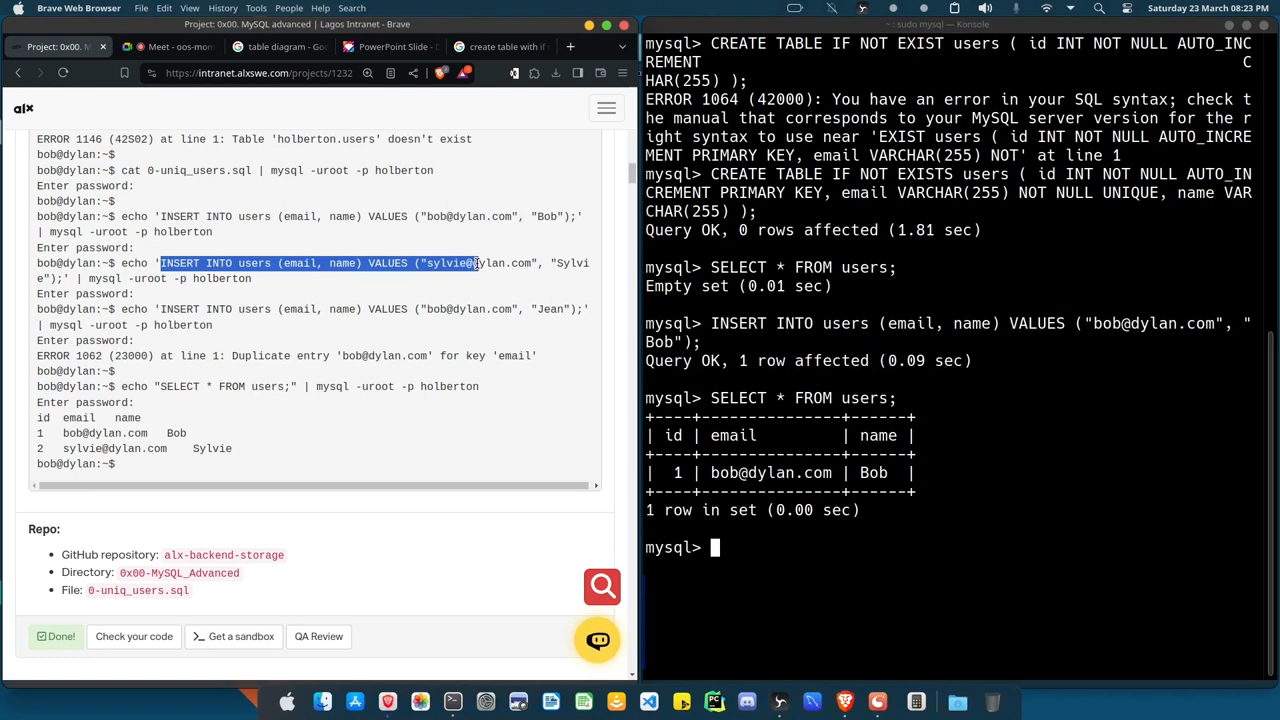 Brave Web Browser File Edit View History Window People Help Search
Saturday 23 March 08:23 PM
Project: 0x00. MySQL advanced | Lagos Intranet - Brave
Project: 0x00. MySQL
Meet - oos-mon
table diagram - Goo
PowerPoint Slide - D
create table with if
https://intranet.alxswe.com/projects/1232
alx
ERROR 1146 (42S02) at line 1: Table 'holberton.users' doesn't exist
bob@dylan:~$
bob@dylan:~$ cat 0-uniq_users.sql | mysql -uroot -p holberton
Enter password:
bob@dylan:~$
bob@dylan:~$ echo 'INSERT INTO users (email, name) VALUES ("bob@dylan.com", "Bob");'
| mysql -uroot -p holberton
Enter password:
bob@dylan:~$ echo 'INSERT INTO users (email, name) VALUES ("sylvie@dylan.com", "Sylvi
e");' | mysql -uroot -p holberton
Enter password:
bob@dylan:~$ echo 'INSERT INTO users (email, name) VALUES ("bob@dylan.com", "Jean");'
| mysql -uroot -p holberton
Enter password:
ERROR 1062 (23000) at line 1: Duplicate entry 'bob@dylan.com' for key 'email'
bob@dylan:~$
bob@dylan:~$ echo "SELECT * FROM users;" | mysql -uroot -p holberton
Enter password:
id email name
1 bob@dylan.com Bob
2 sylvie@dylan.com Sylvie
bob@dylan:~$
Repo:
GitHub repository: alx-backend-storage
Directory: 0x00-MySQL_Advanced
File: 0-uniq_users.sql
Done! Check your code Get a sandbox QA Review
~ : sudo mysql — Konsole
mysql> CREATE TABLE IF NOT EXIST users ( id INT NOT NULL AUTO_INC
REMENT C
HAR(255) );
ERROR 1064 (42000): You have an error in your SQL syntax; check t
he manual that corresponds to your MySQL server version for the r
ight syntax to use near 'EXIST users ( id INT NOT NULL AUTO_INCRE
MENT PRIMARY KEY, email VARCHAR(255) NOT' at line 1
mysql> CREATE TABLE IF NOT EXISTS users ( id INT NOT NULL AUTO_IN
CREMENT PRIMARY KEY, email VARCHAR(255) NOT NULL UNIQUE, name VAR
CHAR(255) );
Query OK, 0 rows affected (1.81 sec)
mysql> SELECT * FROM users;
Empty set (0.01 sec)
mysql> INSERT INTO users (email, name) VALUES ("bob@dylan.com", "
Bob");
Query OK, 1 row affected (0.09 sec)
mysql> SELECT * FROM users;
+----+---------------+------+
| id | email | name |
+----+---------------+------+
| 1 | bob@dylan.com | Bob |
+----+---------------+------+
1 row in set (0.00 sec)
mysql>